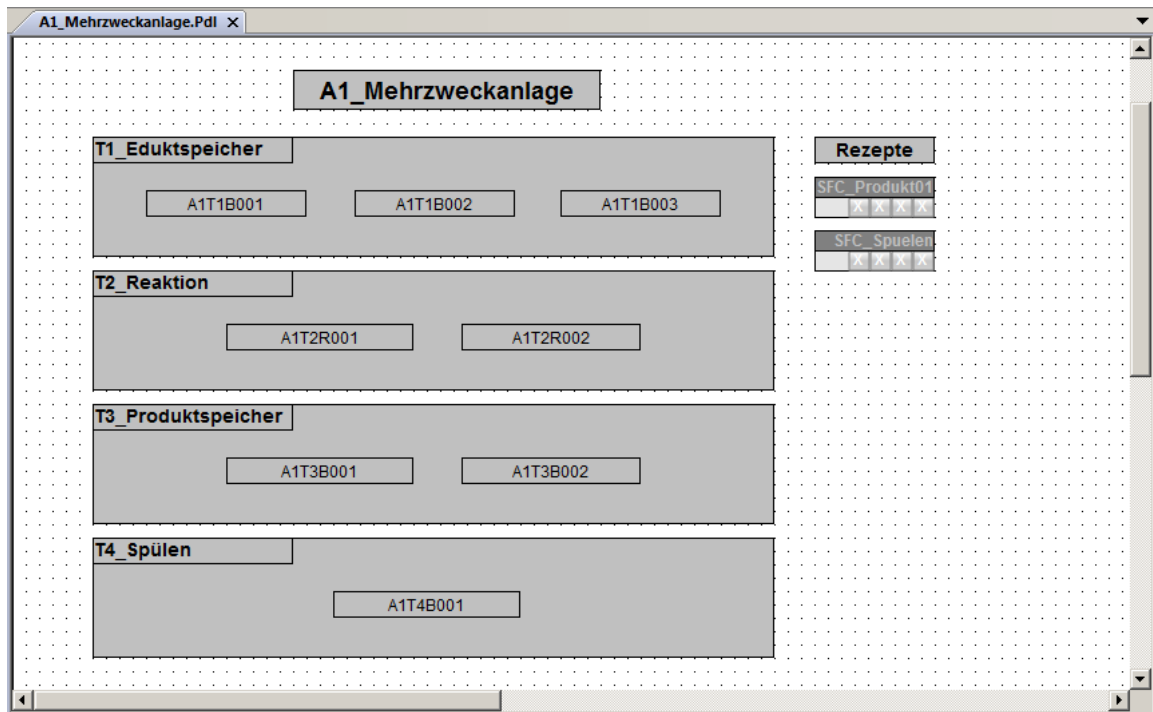 A1_Mehrzweckanlage.Pdl X
A1_Mehrzweckanlage
T1_Eduktspeicher
A1T1B001 A1T1B002 A1T1B003
T2_Reaktion
A1T2R001 A1T2R002
T3_Produktspeicher
A1T3B001 A1T3B002
T4_Spülen
A1T4B001
Rezepte
SFC_Produkt01
X X X X
SFC_Spuelen
X X X X